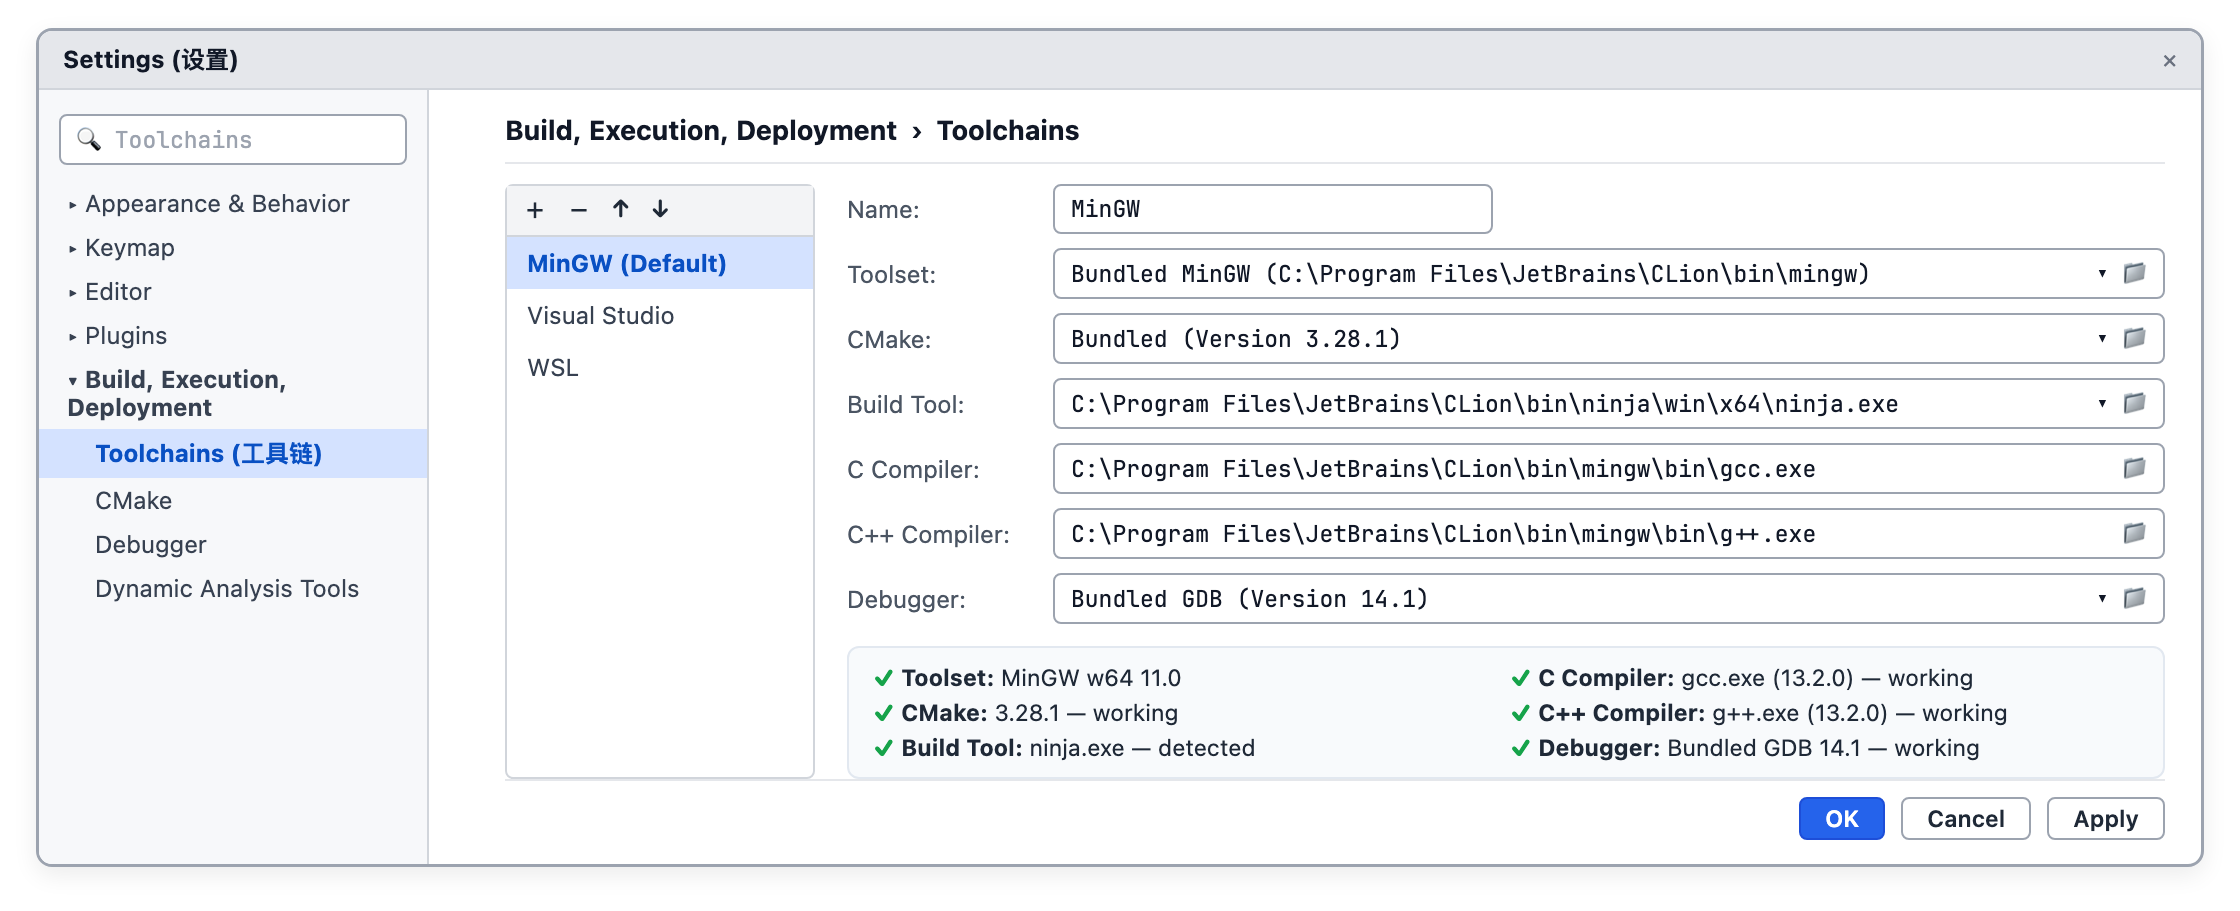 Settings (设置)
×
Toolchains
Appearance & Behavior
Keymap
Editor
Plugins
Build, Execution,
Deployment
Toolchains (工具链)
CMake
Debugger
Dynamic Analysis Tools
Build, Execution, Deployment › Toolchains
+ − ↑ ↓
MinGW (Default)
Visual Studio
WSL
Name: MinGW
Toolset: Bundled MinGW (C:\Program Files\JetBrains\CLion\bin\mingw)
CMake: Bundled (Version 3.28.1)
Build Tool: C:\Program Files\JetBrains\CLion\bin\ninja\win\x64\ninja.exe
C Compiler: C:\Program Files\JetBrains\CLion\bin\mingw\bin\gcc.exe
C++ Compiler: C:\Program Files\JetBrains\CLion\bin\mingw\bin\g++.exe
Debugger: Bundled GDB (Version 14.1)
✔ Toolset: MinGW w64 11.0
✔ CMake: 3.28.1 — working
✔ Build Tool: ninja.exe — detected
✔ C Compiler: gcc.exe (13.2.0) — working
✔ C++ Compiler: g++.exe (13.2.0) — working
✔ Debugger: Bundled GDB 14.1 — working
OK Cancel Apply